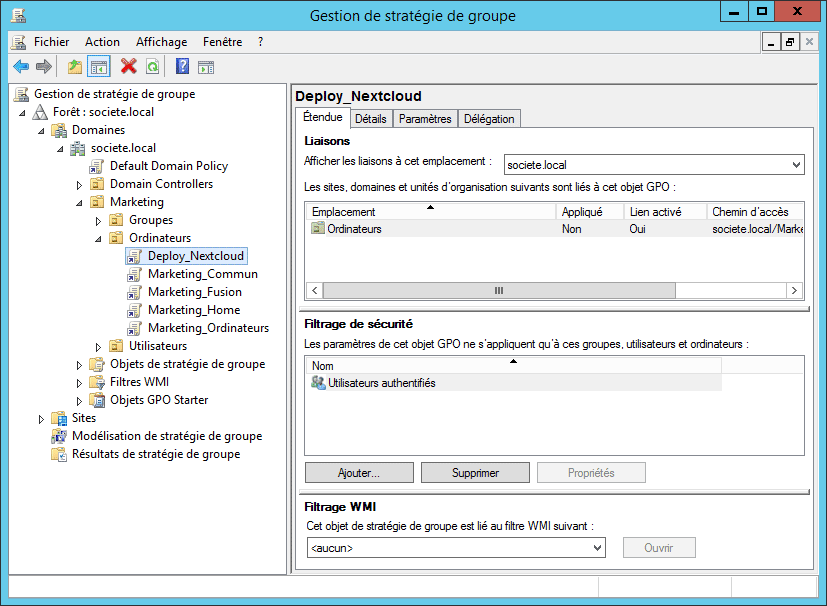 Gestion de stratégie de groupe
Fichier Action Affichage Fenêtre ?
Gestion de stratégie de groupe
Forêt : societe.local
Domaines
societe.local
Default Domain Policy
Domain Controllers
Marketing
Groupes
Ordinateurs
Deploy_Nextcloud
Marketing_Commun
Marketing_Fusion
Marketing_Home
Marketing_Ordinateurs
Utilisateurs
Objets de stratégie de groupe
Filtres WMI
Objets GPO Starter
Sites
Modélisation de stratégie de groupe
Résultats de stratégie de groupe
Deploy_Nextcloud
Étendue Détails Paramètres Délégation
Liaisons
Afficher les liaisons à cet emplacement : societe.local
Les sites, domaines et unités d'organisation suivants sont liés à cet objet GPO :
Emplacement Appliqué Lien activé Chemin d'accès
Ordinateurs Non Oui societe.local/Marke
Filtrage de sécurité
Les paramètres de cet objet GPO ne s'appliquent qu'à ces groupes, utilisateurs et ordinateurs :
Nom
Utilisateurs authentifiés
Ajouter... Supprimer Propriétés
Filtrage WMI
Cet objet de stratégie de groupe est lié au filtre WMI suivant :
<aucun> Ouvrir